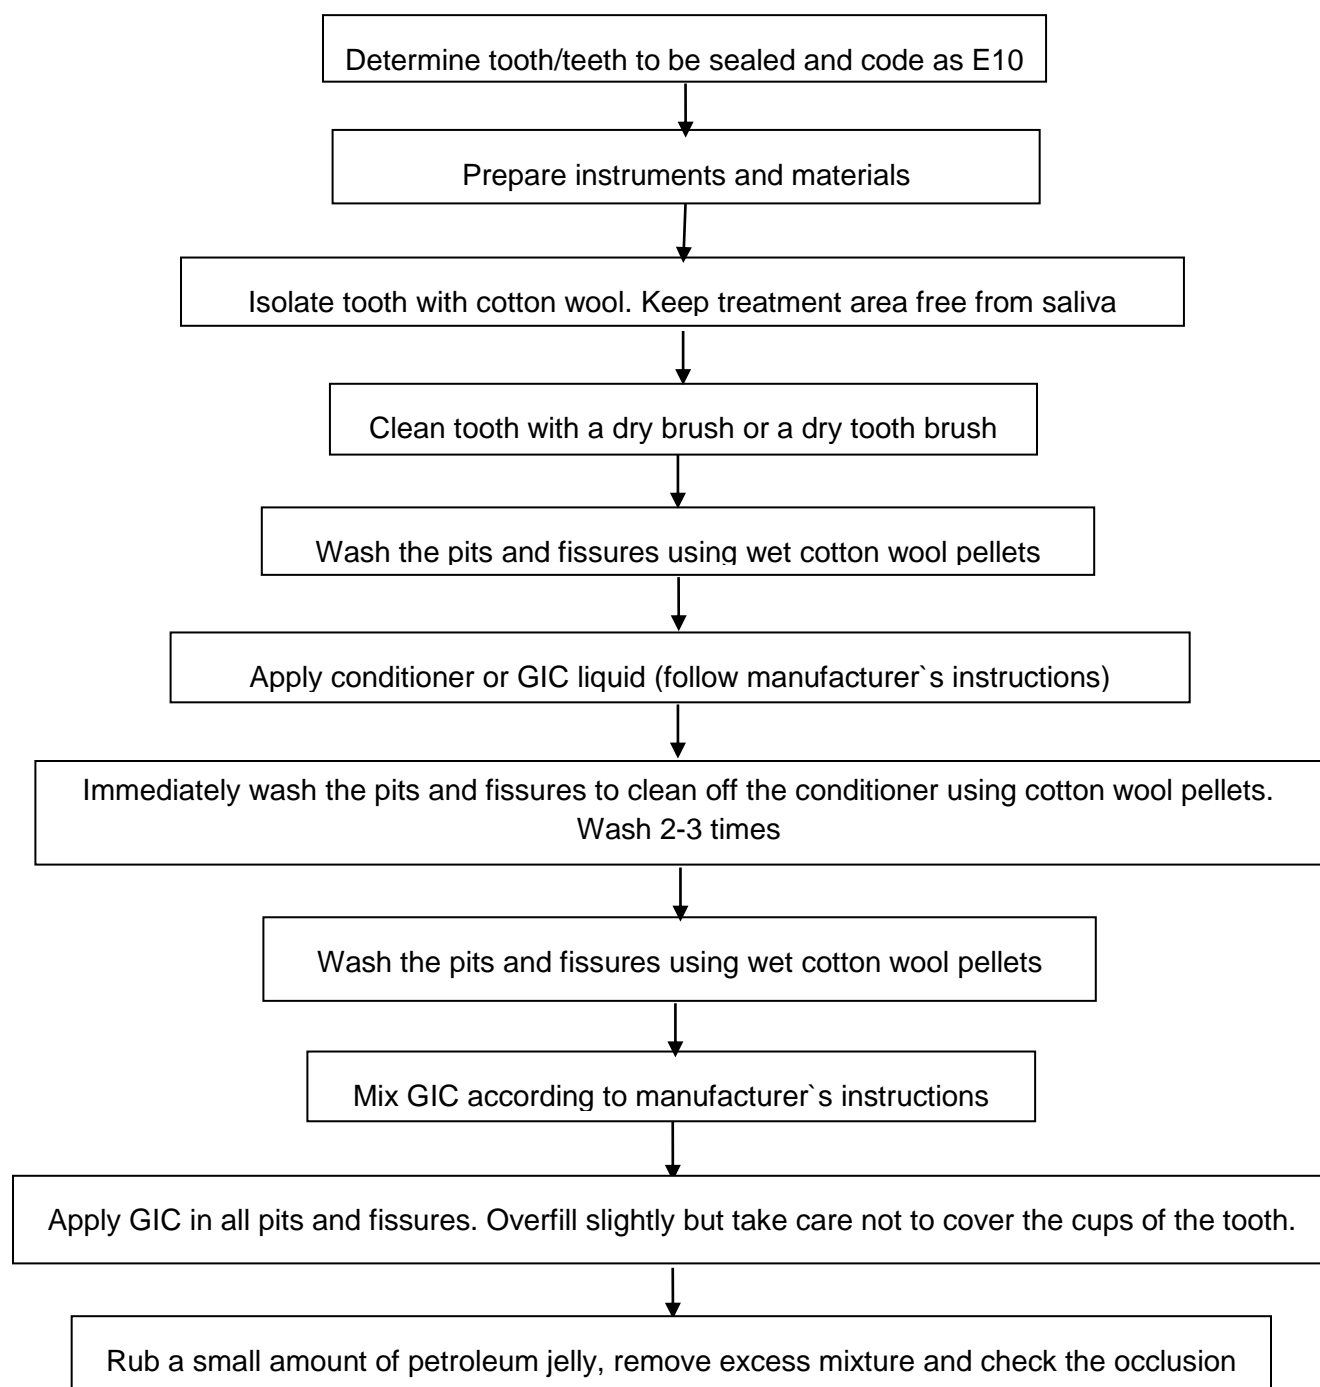 Determine tooth/teeth to be sealed and code as E10
Prepare instruments and materials
Isolate tooth with cotton wool. Keep treatment area free from saliva
Clean tooth with a dry brush or a dry tooth brush
Wash the pits and fissures using wet cotton wool pellets
Apply conditioner or GIC liquid (follow manufacturer`s instructions)
Immediately wash the pits and fissures to clean off the conditioner using cotton wool pellets.
Wash 2-3 times
Wash the pits and fissures using wet cotton wool pellets
Mix GIC according to manufacturer`s instructions
Apply GIC in all pits and fissures. Overfill slightly but take care not to cover the cups of the tooth.
Rub a small amount of petroleum jelly, remove excess mixture and check the occlusion